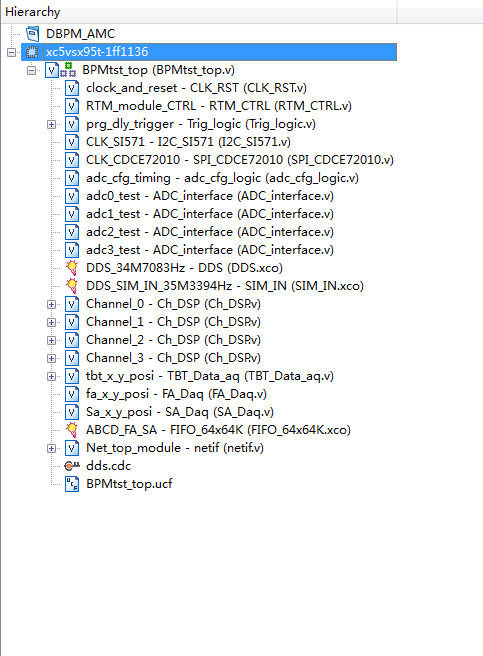 Hierarchy
DBPM_AMC
xc5vsx95t-1ff1136
BPMtst_top (BPMtst_top.v)
clock_and_reset - CLK_RST (CLK_RST.v)
RTM_module_CTRL - RTM_CTRL (RTM_CTRL.v)
prg_dly_trigger - Trig_logic (Trig_logic.v)
CLK_SI571 - I2C_SI571 (I2C_SI571.v)
CLK_CDCE72010 - SPI_CDCE72010 (SPI_CDCE72010.v)
adc_cfg_timing - adc_cfg_logic (adc_cfg_logic.v)
adc0_test - ADC_interface (ADC_interface.v)
adc1_test - ADC_interface (ADC_interface.v)
adc2_test - ADC_interface (ADC_interface.v)
adc3_test - ADC_interface (ADC_interface.v)
DDS_34M7083Hz - DDS (DDS.xco)
DDS_SIM_IN_35M3394Hz - SIM_IN (SIM_IN.xco)
Channel_0 - Ch_DSP (Ch_DSP.v)
Channel_1 - Ch_DSP (Ch_DSP.v)
Channel_2 - Ch_DSP (Ch_DSP.v)
Channel_3 - Ch_DSP (Ch_DSP.v)
tbt_x_y_posi - TBT_Data_aq (TBT_Data_aq.v)
fa_x_y_posi - FA_Daq (FA_Daq.v)
Sa_x_y_posi - SA_Daq (SA_Daq.v)
ABCD_FA_SA - FIFO_64x64K (FIFO_64x64K.xco)
Net_top_module - netif (netif.v)
dds.cdc
BPMtst_top.ucf